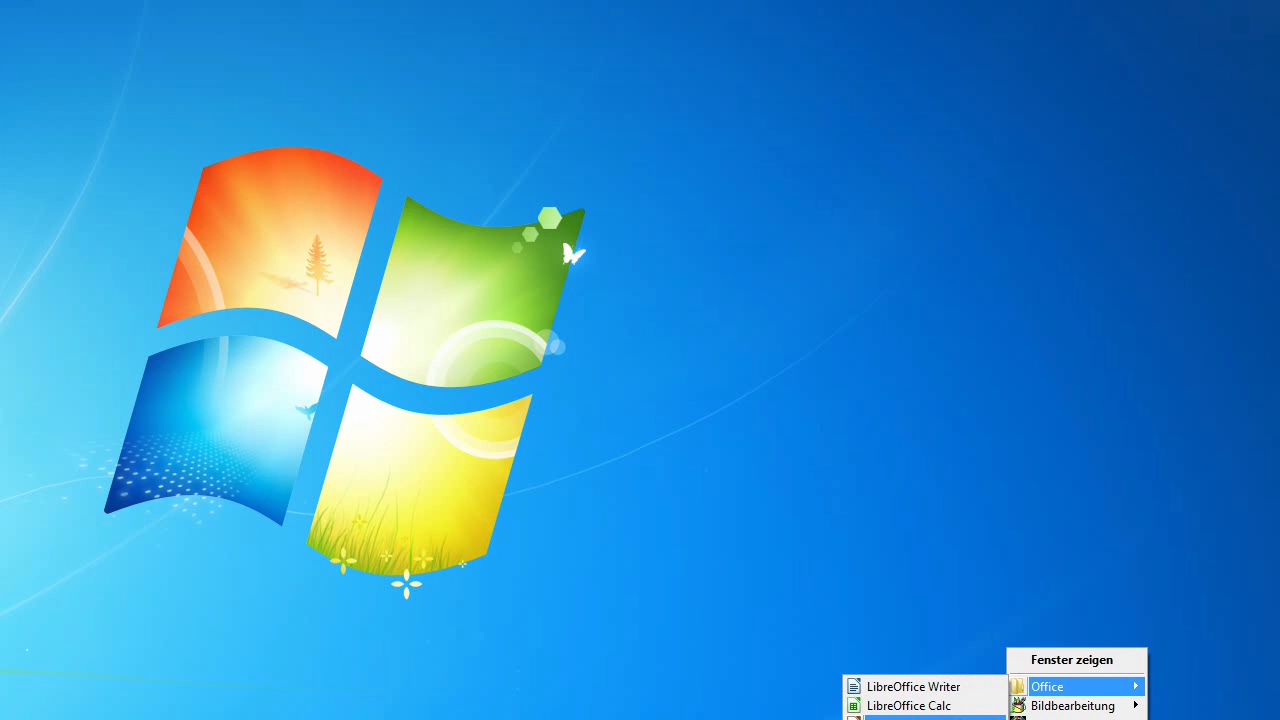 Fenster zeigen
Office
Bildbearbeitung
LibreOffice Writer
LibreOffice Calc